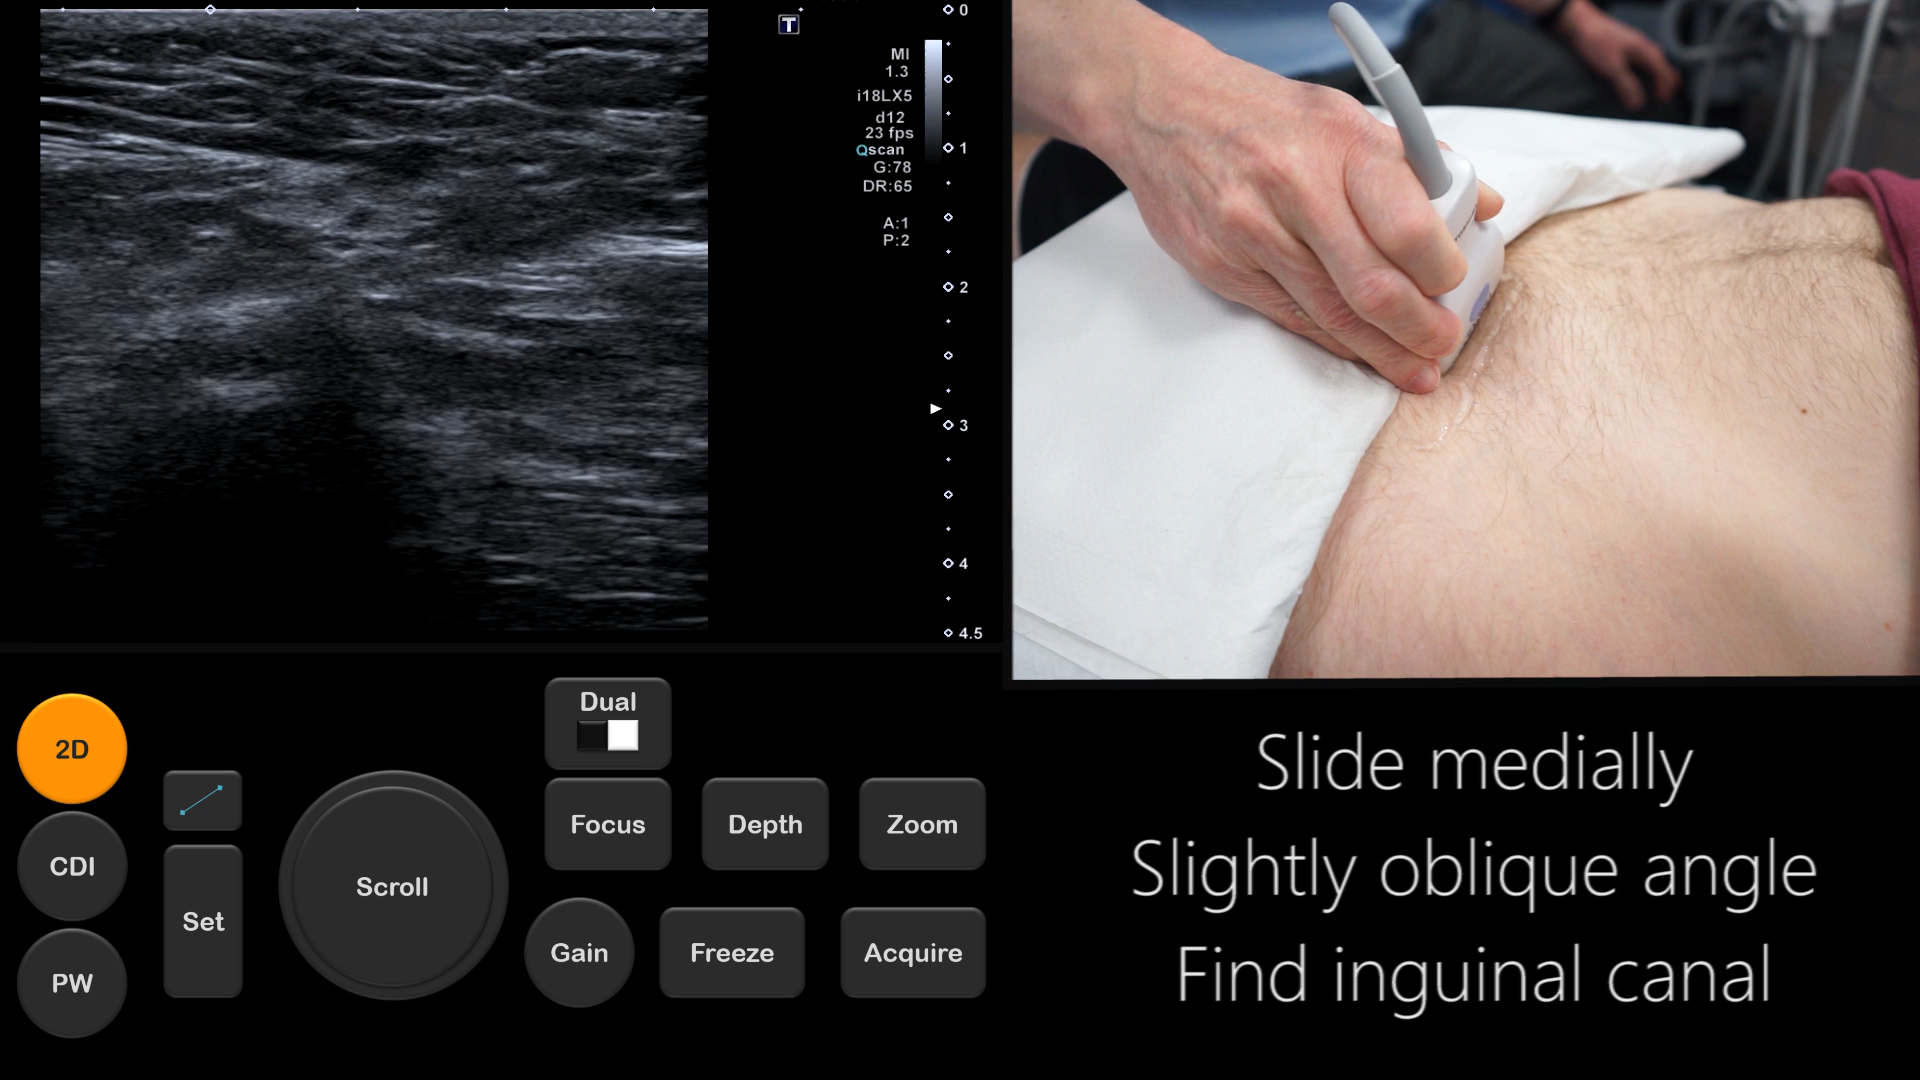 T
0
MI
1.3
i18LX5
d12
23 fps
Qscan
G:78
DR:65
A:1
P:2
1
2
3
4
4.5
2D
CDI
PW
Set
Scroll
Dual
Focus
Depth
Zoom
Gain
Freeze
Acquire
Slide medially
Slightly oblique angle
Find inguinal canal